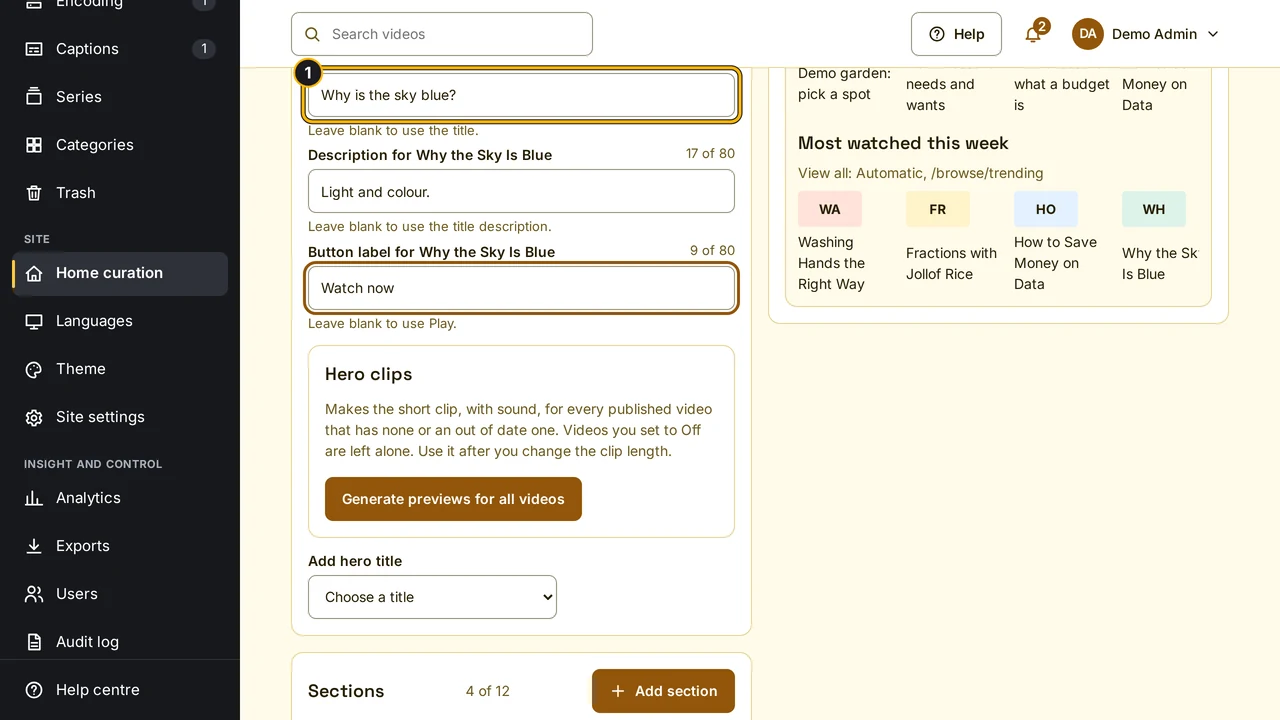 Encoding
1
Captions
1
Series
Categories
Trash
SITE
Home curation
Languages
Theme
Site settings
INSIGHT AND CONTROL
Analytics
Exports
Users
Audit log
Help centre
Search videos
Help
2
DA
Demo Admin
1
Why is the sky blue?
Leave blank to use the title.
Description for Why the Sky Is Blue
17 of 80
Light and colour.
Leave blank to use the title description.
Button label for Why the Sky Is Blue
9 of 80
Watch now
Leave blank to use Play.
Hero clips
Makes the short clip, with sound, for every published video
that has none or an out of date one. Videos you set to Off
are left alone. Use it after you change the clip length.
Generate previews for all videos
Add hero title
Choose a title
Sections
4 of 12
Add section
Demo garden:
pick a spot
needs and
wants
what a budget
is
Money on
Data
Most watched this week
View all: Automatic, /browse/trending
WA
Washing
Hands the
Right Way
FR
Fractions with
Jollof Rice
HO
How to Save
Money on
Data
WH
Why the Sk
Is Blue